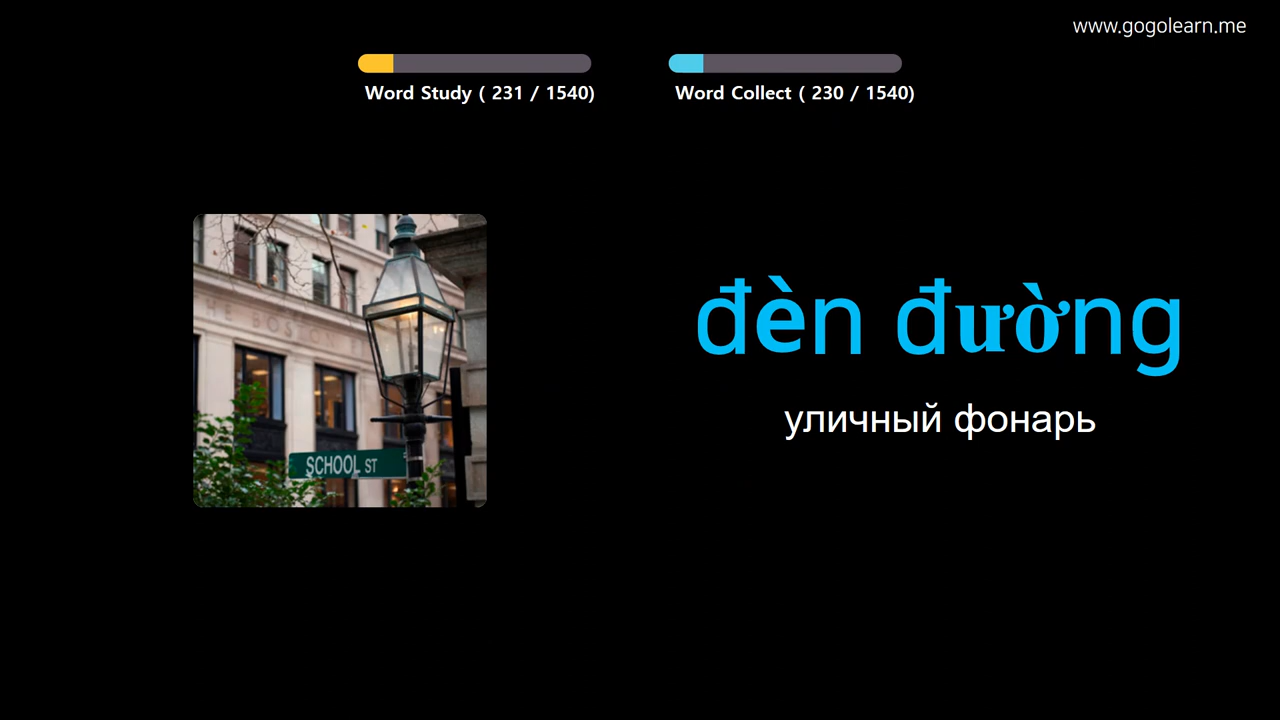 www.gogolearn.me
Word Study ( 231 / 1540)
Word Collect ( 230 / 1540)
đèn đường
уличный фонарь
SCHOOL ST